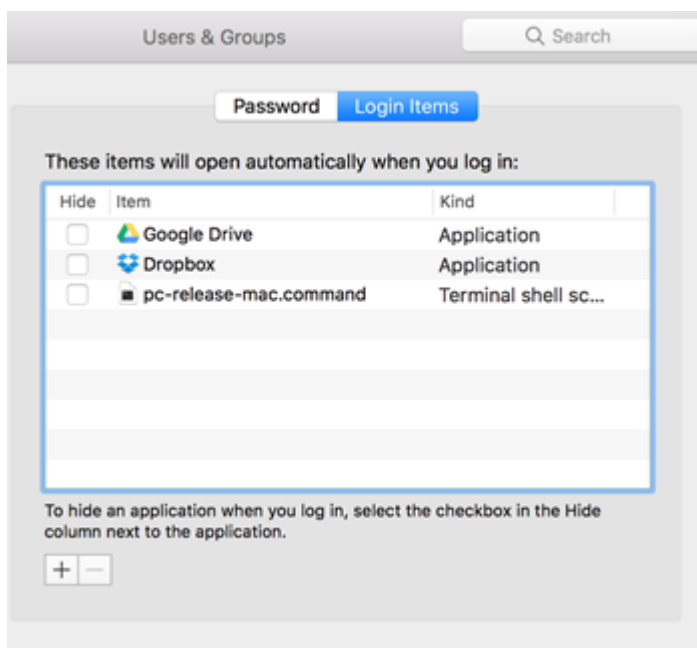 Users & Groups
Search
Password
Login Items
These items will open automatically when you log in:
Hide Item Kind
Google Drive Application
Dropbox Application
pc-release-mac.command Terminal shell sc...
To hide an application when you log in, select the checkbox in the Hide
column next to the application.
+ −